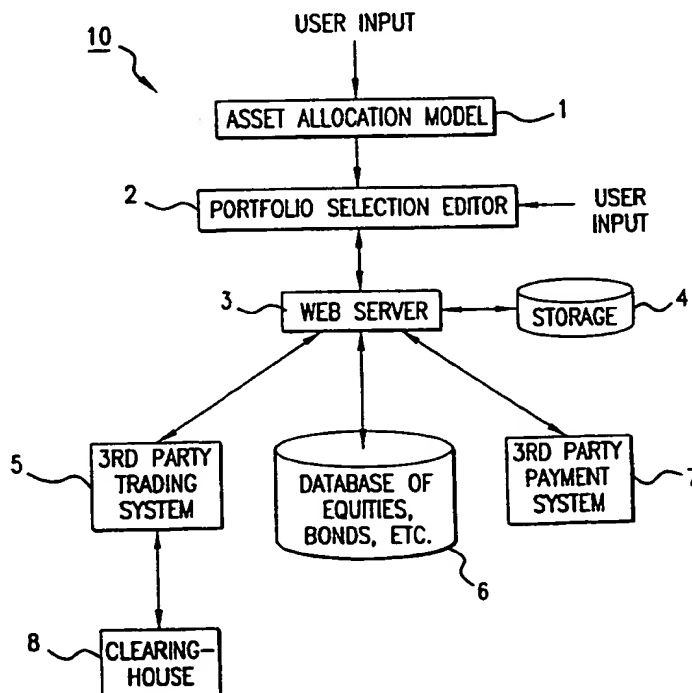 USER INPUT
10
ASSET ALLOCATION MODEL
1
2
PORTFOLIO SELECTION EDITOR
USER
INPUT
3
WEB SERVER
STORAGE
4
5
3RD PARTY
TRADING
SYSTEM
DATABASE OF
EQUITIES,
BONDS, ETC.
6
3RD PARTY
PAYMENT
SYSTEM
7
8
CLEARING-
HOUSE